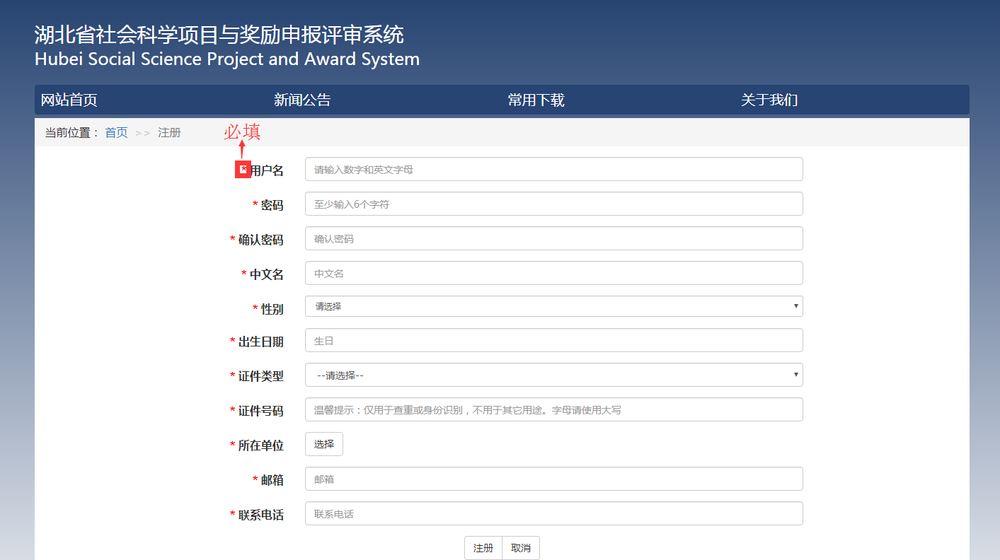 湖北省社会科学项目与奖励申报评审系统
Hubei Social Science Project and Award System
网站首页 新闻公告 常用下载 关于我们
当前位置： 首页 >> 注册 必填
*用户名 请输入数字和英文字母
* 密码 至少输入6个字符
* 确认密码 确认密码
* 中文名 中文名
* 性别 请选择
* 出生日期 生日
* 证件类型 --请选择--
* 证件号码 温馨提示：仅用于查重或身份识别，不用于其它用途。字母请使用大写
* 所在单位 选择
* 邮箱 邮箱
* 联系电话 联系电话
注册 取消